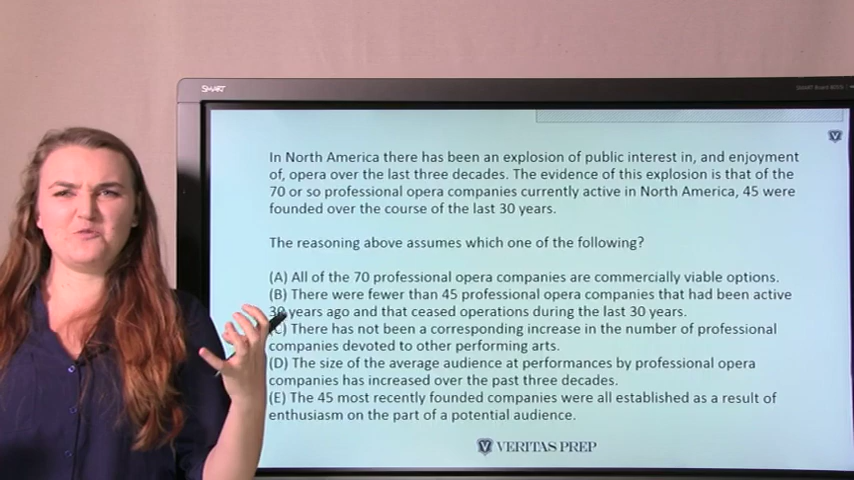 SMART
In North America there has been an explosion of public interest in, and enjoyment
of, opera over the last three decades. The evidence of this explosion is that of the
70 or so professional opera companies currently active in North America, 45 were
founded over the course of the last 30 years.
The reasoning above assumes which one of the following?
(A) All of the 70 professional opera companies are commercially viable options.
(B) There were fewer than 45 professional opera companies that had been active
30 years ago and that ceased operations during the last 30 years.
(C) There has not been a corresponding increase in the number of professional
companies devoted to other performing arts.
(D) The size of the average audience at performances by professional opera
companies has increased over the past three decades.
(E) The 45 most recently founded companies were all established as a result of
enthusiasm on the part of a potential audience.
VERITAS PREP